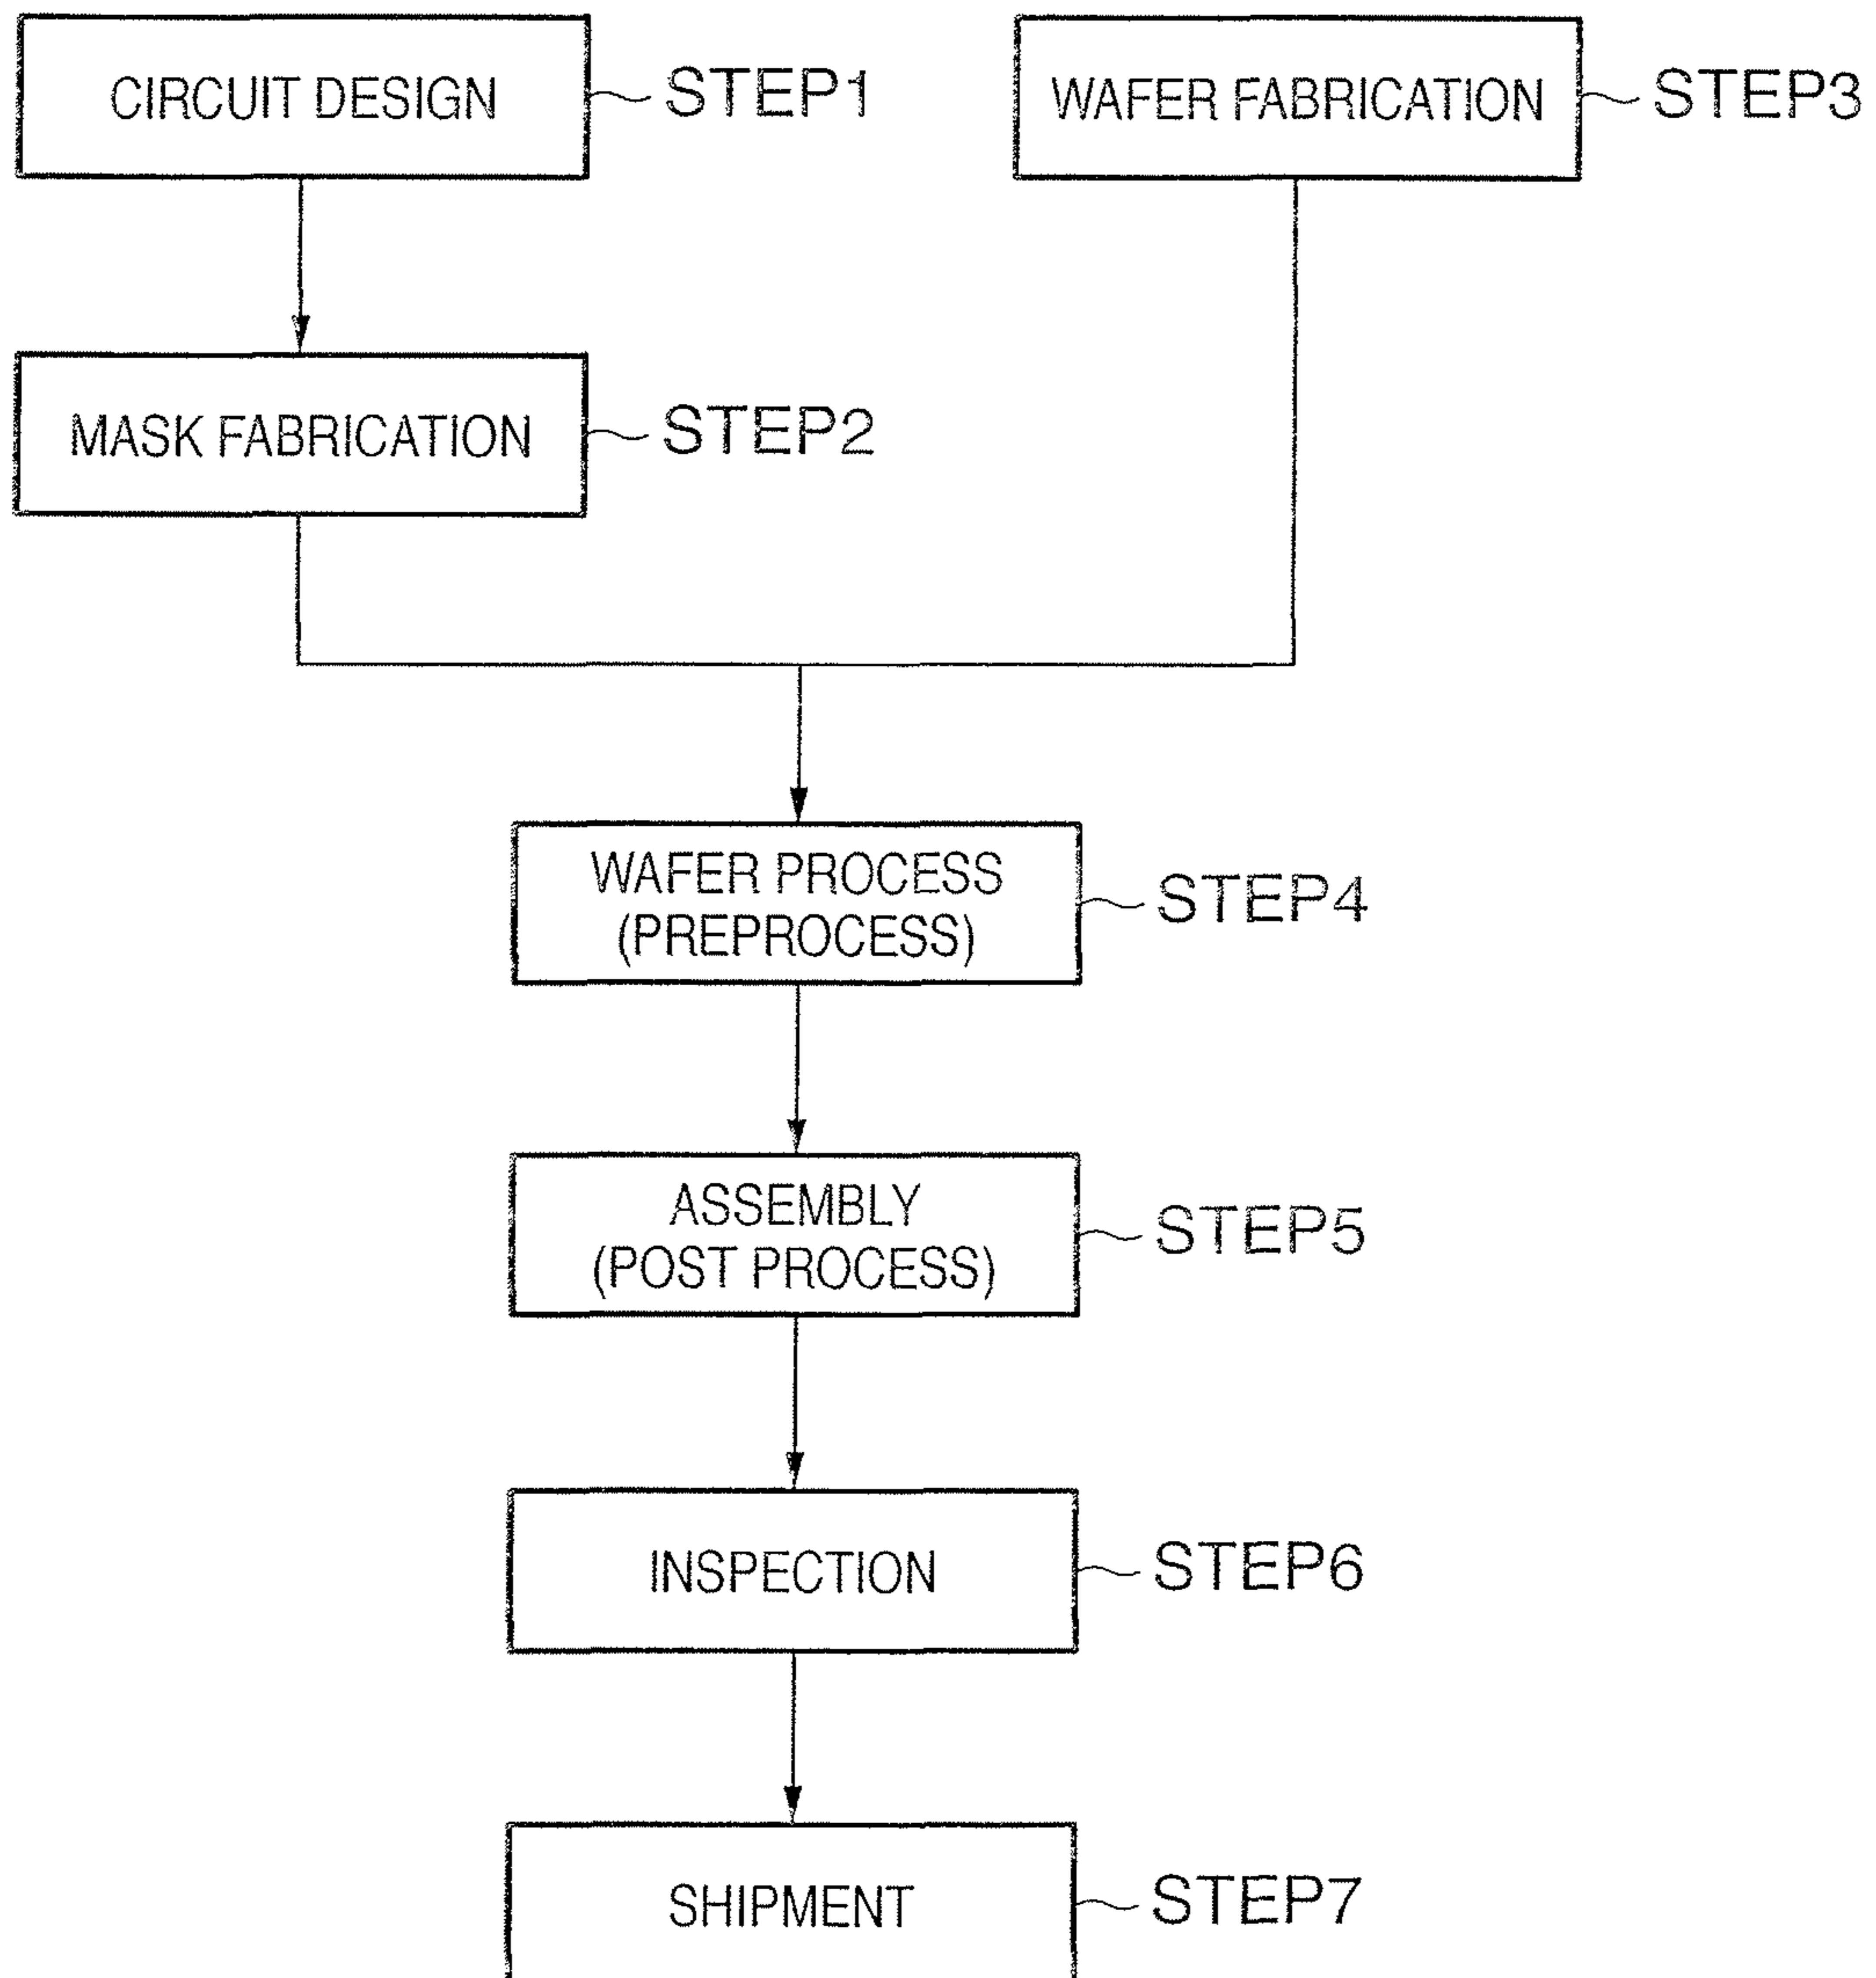 CIRCUIT DESIGN
STEP1
WAFER FABRICATION
STEP3
MASK FABRICATION
STEP2
WAFER PROCESS
(PREPROCESS)
STEP4
ASSEMBLY
(POST PROCESS)
STEP5
INSPECTION
STEP6
SHIPMENT
STEP7